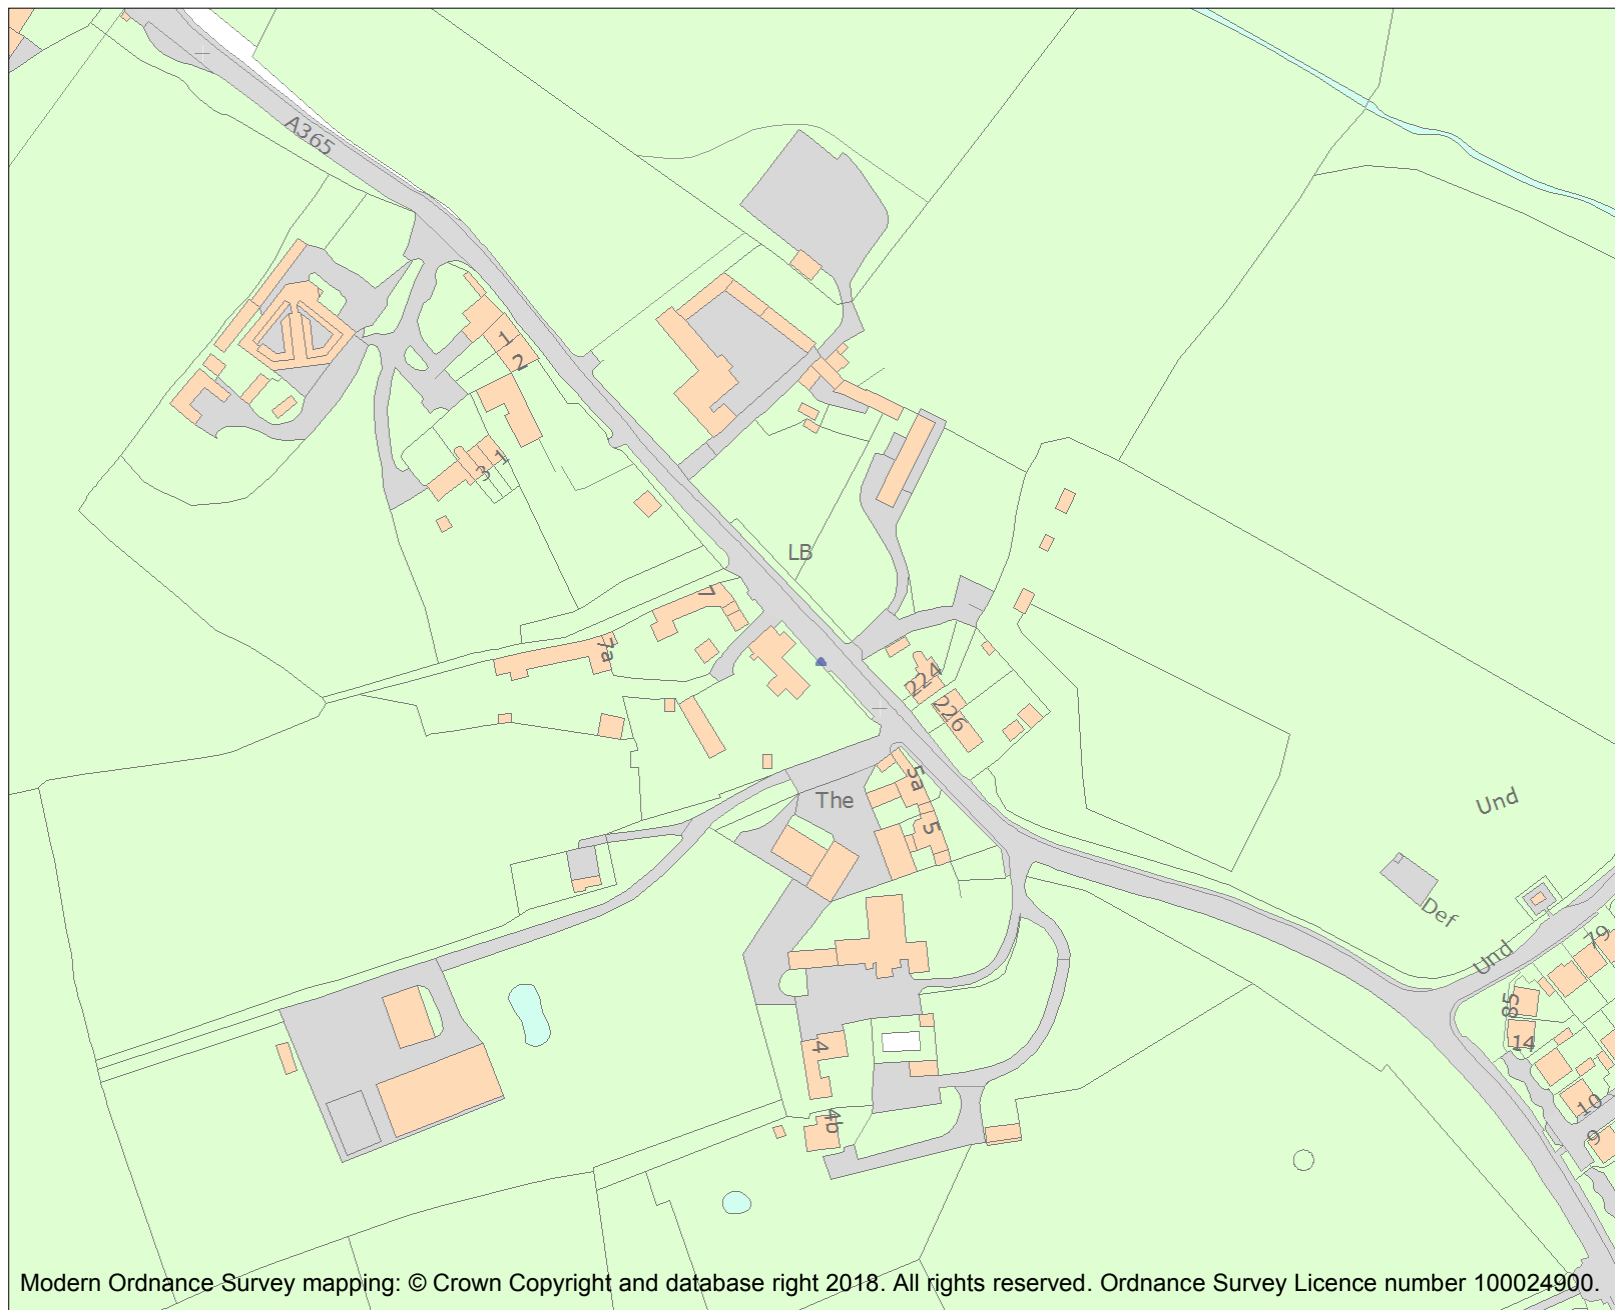 A365
1
2
3
1
LB
7
7a
224
226
5a
The
5
Und
Def
Und
79
85
14
10
9
4
4b
Modern Ordnance Survey mapping: © Crown Copyright and database right 2018. All rights reserved. Ordnance Survey Licence number 100024900.